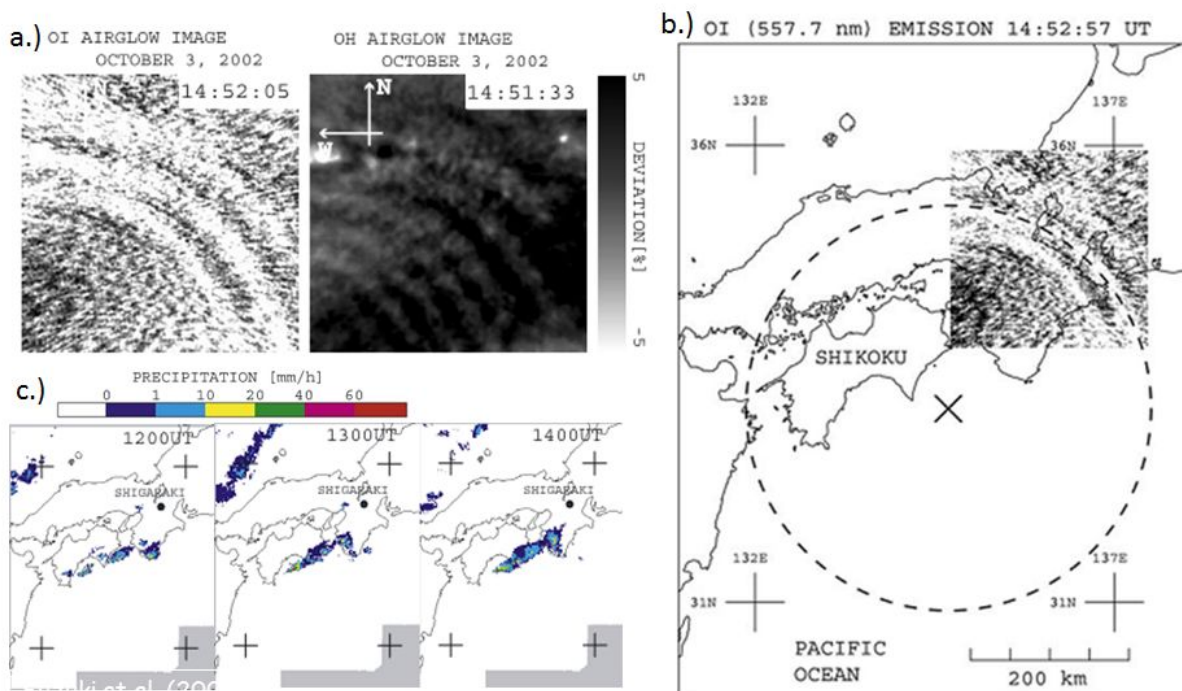 a.)
OI AIRGLOW IMAGE
OCTOBER 3, 2002
14:52:05
OH AIRGLOW IMAGE
OCTOBER 3, 2002
14:51:33
N
W
5
DEVIATION[%]
-5
b.)
OI (557.7 nm) EMISSION 14:52:57 UT
132E
137E
36N
36N
SHIKOKU
132E
137E
31N
31N
PACIFIC
OCEAN
200 km
c.)
PRECIPITATION [mm/h]
0 1 10 20 40 60
1200UT
1300UT
1400UT
SHIGARAKI
SHIGARAKI
SHIGARAKI
et al. (200